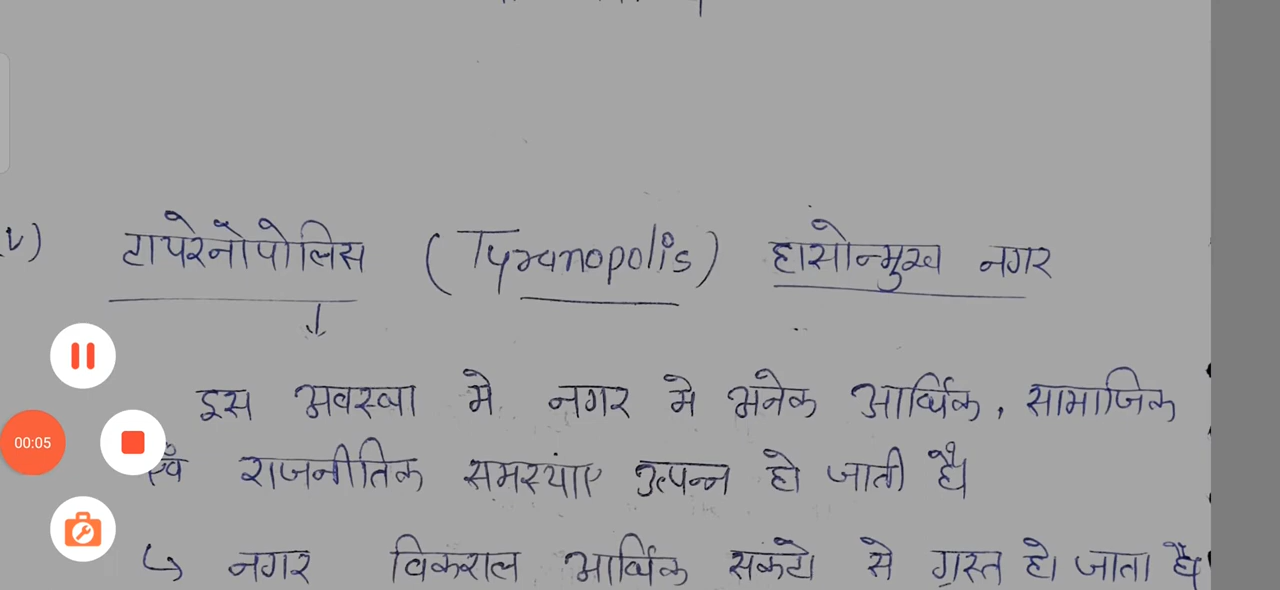 v) टायरेनोपोलिस (Tyranopolis) हासोन्मुख नगर
इस अवस्था मे नगर मे अनेक आर्थिक, सामाजिक
एवं राजनीतिक समस्यांए उत्पन्न हो जाती है।
↳ नगर विकराल आर्थिक सकटो से ग्रस्त हो जाता है
00:05